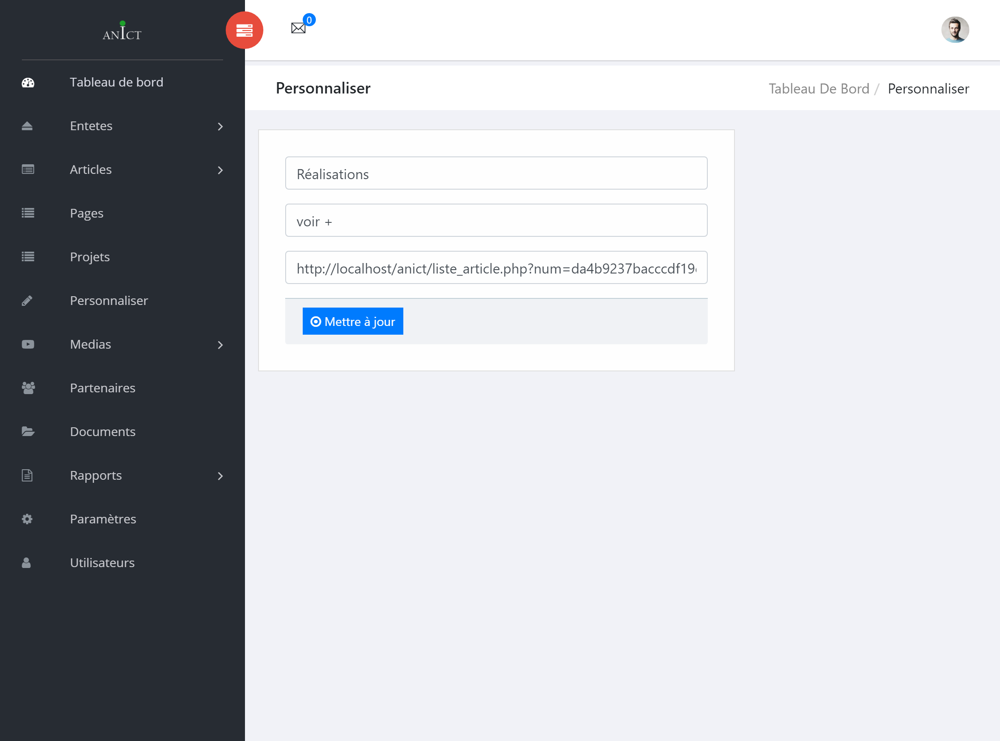 ANICT
0
Tableau de bord
Entetes
Articles
Pages
Projets
Personnaliser
Medias
Partenaires
Documents
Rapports
Paramètres
Utilisateurs
Personnaliser
Tableau De Bord / Personnaliser
Réalisations
voir +
http://localhost/anict/liste_article.php?num=da4b9237bacccdf19
Mettre à jour